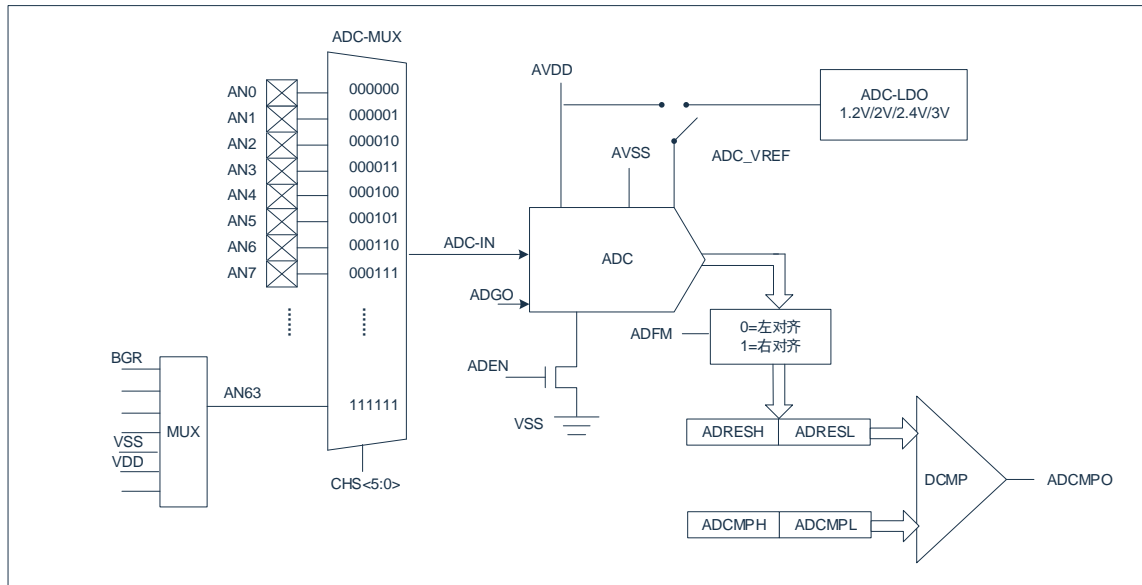 ADC-MUX
AN0
000000
AN1
000001
AN2
000010
AN3
000011
AN4
000100
AN5
000101
AN6
000110
AN7
000111
AVDD
ADC-LDO
1.2V/2V/2.4V/3V
AVSS
ADC_VREF
ADC-IN
ADC
ADGO
ADFM
0=左对齐
1=右对齐
ADEN
VSS
BGR
AN63
111111
MUX
VSS
VDD
CHS<5:0>
ADRESH
ADRESL
DCMP
ADCMPO
ADCMPH
ADCMPL